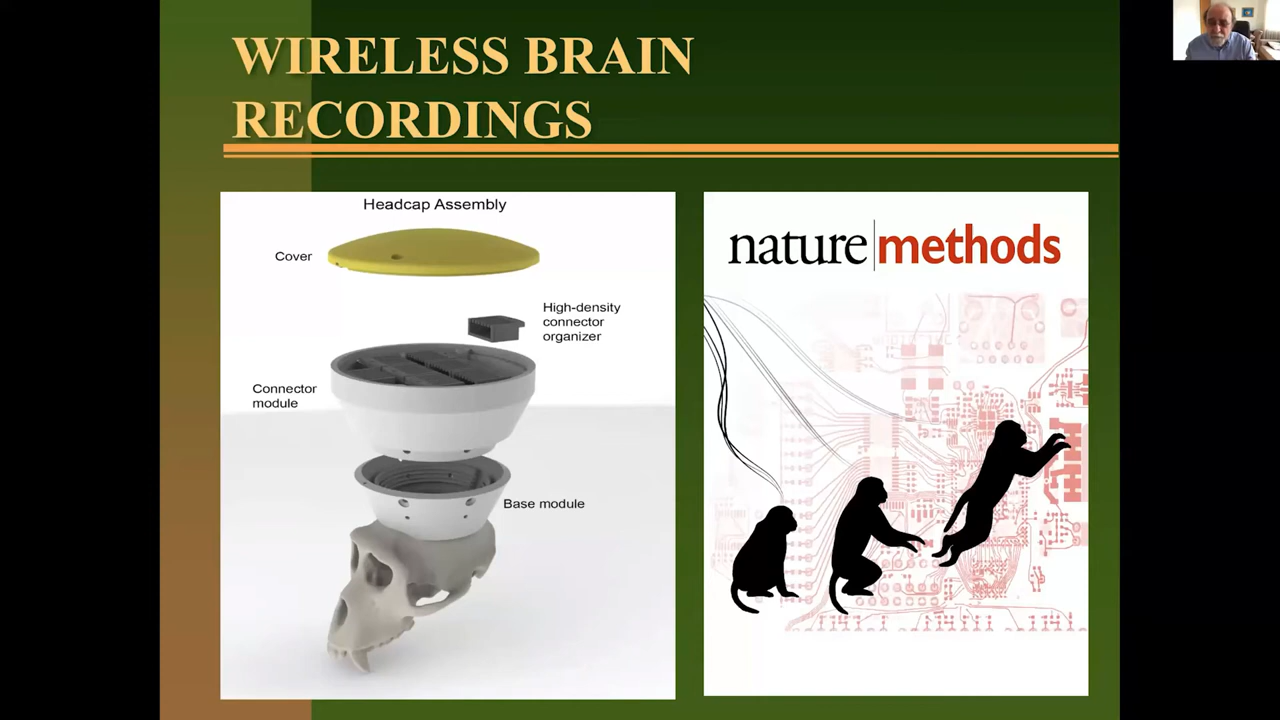 WIRELESS BRAIN
RECORDINGS
Headcap Assembly
Cover
High-density
connector
organizer
Connector
module
Base module
nature methods